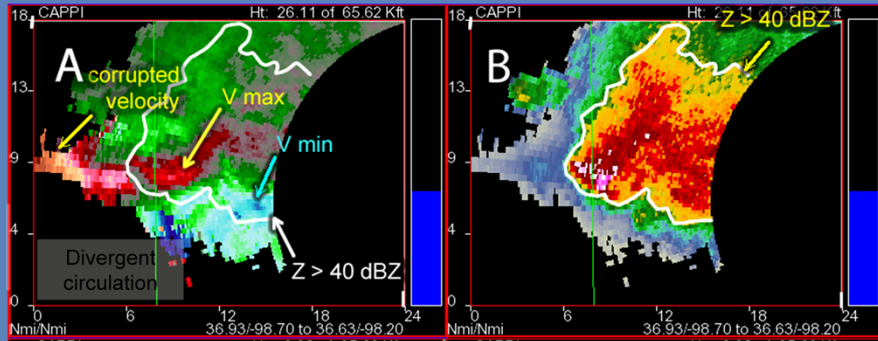 18 CAPPI Ht: 26.11 of 65.62 Kft
A
corrupted
velocity
V max
V min
13
9
4
0
Z > 40 dBZ
Divergent
circulation
0 6 12 18 24
Nmi/Nmi 36.93/-98.70 to 36.63/-98.20
18 CAPPI
Z > 40 dBZ
B
13
9
4
0
0 6 12 18 24
Nmi/Nmi 36.93/-98.70 to 36.63/-98.20